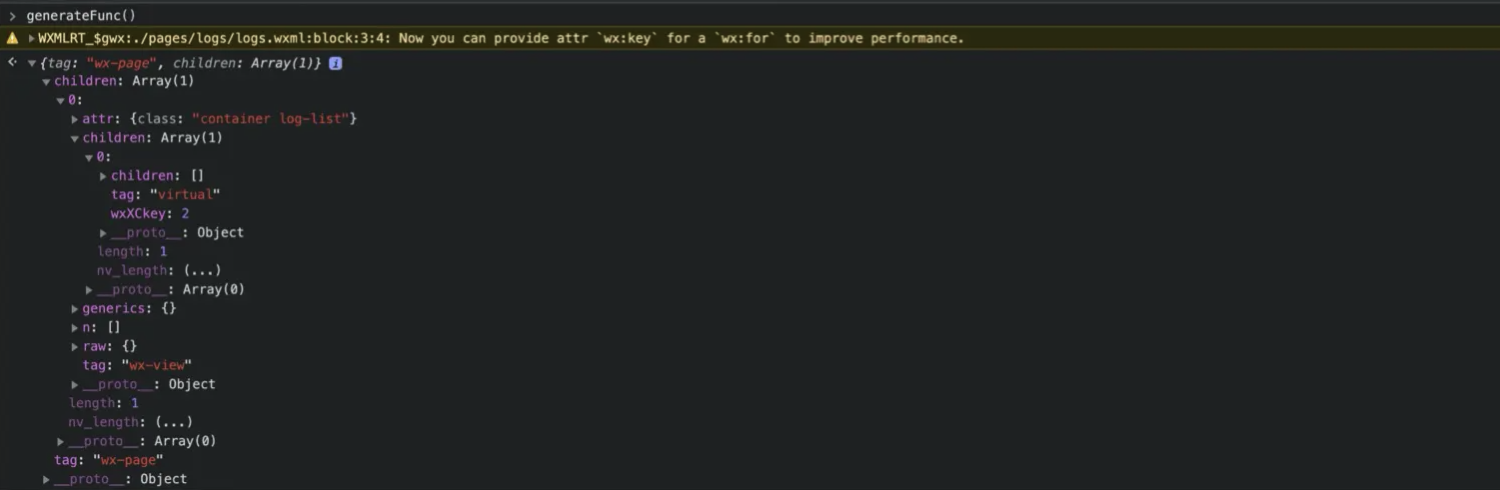 > generateFunc()
WXMLRT_$gwx:./pages/logs/logs.wxml:block:3:4: Now you can provide attr `wx:key` for a `wx:for` to improve performance.
{tag: "wx-page", children: Array(1)} i
children: Array(1)
0:
attr: {class: "container log-list"}
children: Array(1)
0:
children: []
tag: "virtual"
wxXCkey: 2
__proto__: Object
length: 1
nv_length: (...)
__proto__: Array(0)
generics: {}
n: []
raw: {}
tag: "wx-view"
__proto__: Object
length: 1
nv_length: (...)
__proto__: Array(0)
tag: "wx-page"
__proto__: Object